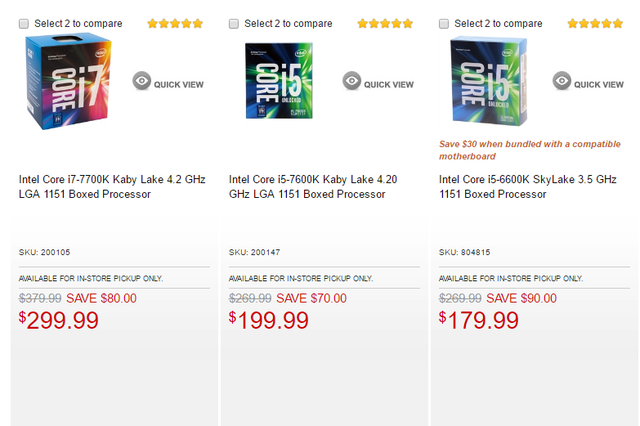 Select 2 to compare
CORE i7
intel
QUICK VIEW
Intel Core i7-7700K Kaby Lake 4.2 GHz
LGA 1151 Boxed Processor
SKU: 200105
AVAILABLE FOR IN-STORE PICKUP ONLY.
$379.99 SAVE $80.00
$299.99
Select 2 to compare
CORE i5
UNLOCKED
intel
QUICK VIEW
Intel Core i5-7600K Kaby Lake 4.20
GHz LGA 1151 Boxed Processor
SKU: 200147
AVAILABLE FOR IN-STORE PICKUP ONLY.
$269.99 SAVE $70.00
$199.99
Select 2 to compare
CORE i5
UNLOCKED
intel
QUICK VIEW
Save $30 when bundled with a compatible
motherboard
Intel Core i5-6600K SkyLake 3.5 GHz
1151 Boxed Processor
SKU: 804815
AVAILABLE FOR IN-STORE PICKUP ONLY.
$269.99 SAVE $90.00
$179.99